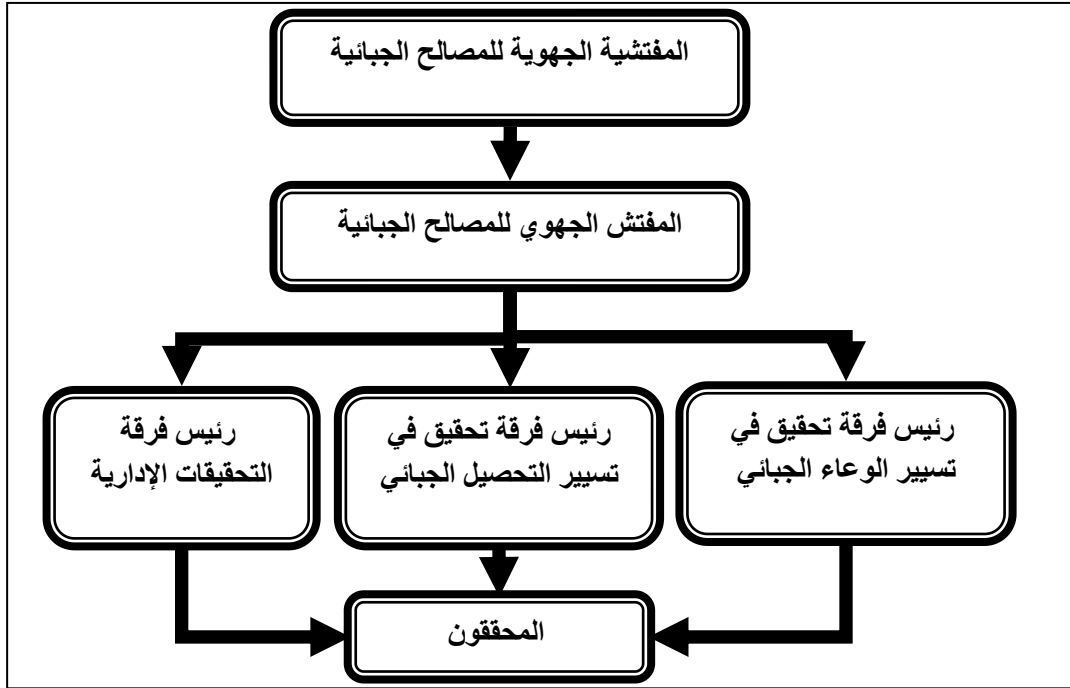 المفتشية الجهوية للمصالح الجبائية
المفتش الجهوي للمصالح الجبائية
رئيس فرقة تحقيق في
تسيير الوعاء الجبائي
رئيس فرقة تحقيق في
تسيير التحصيل الجبائي
رئيس فرقة
التحقيقات الإدارية
المحققون